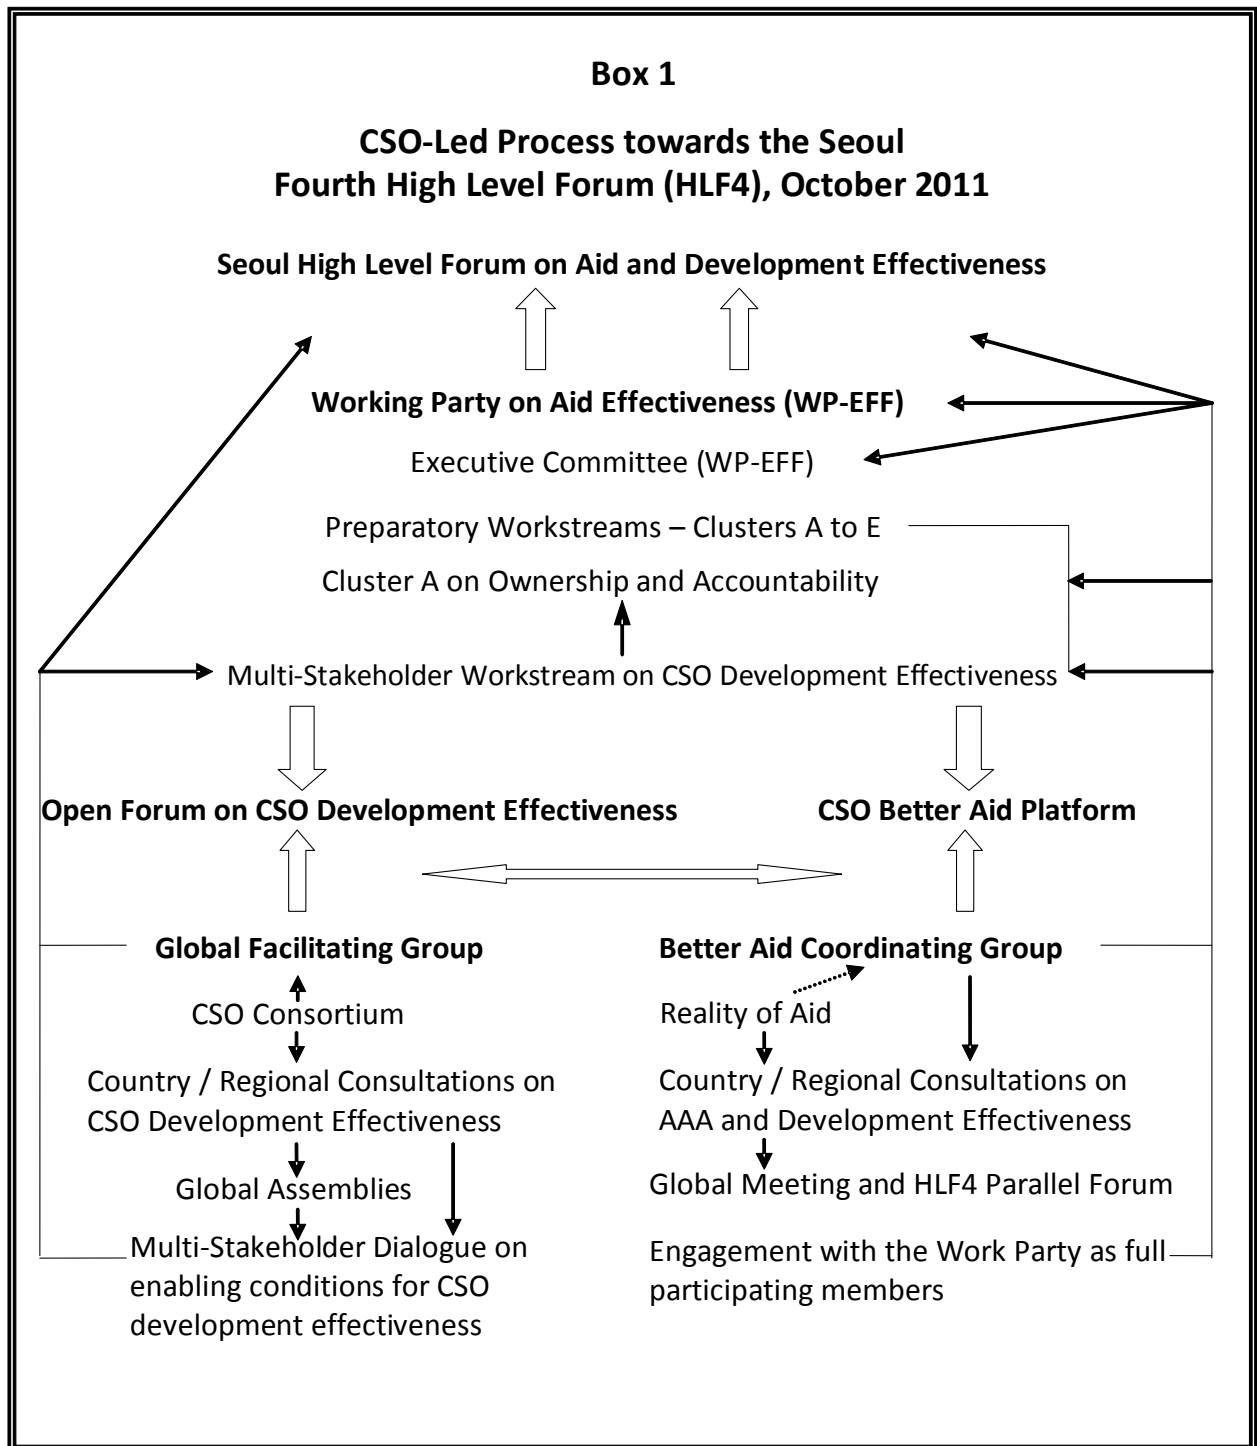 Box 1
CSO-Led Process towards the Seoul
Fourth High Level Forum (HLF4), October 2011
Seoul High Level Forum on Aid and Development Effectiveness
Working Party on Aid Effectiveness (WP-EFF)
Executive Committee (WP-EFF)
Preparatory Workstreams – Clusters A to E
Cluster A on Ownership and Accountability
Multi-Stakeholder Workstream on CSO Development Effectiveness
Open Forum on CSO Development Effectiveness
CSO Better Aid Platform
Global Facilitating Group
CSO Consortium
Country / Regional Consultations on
CSO Development Effectiveness
Global Assemblies
Multi-Stakeholder Dialogue on
enabling conditions for CSO
development effectiveness
Better Aid Coordinating Group
Reality of Aid
Country / Regional Consultations on
AAA and Development Effectiveness
Global Meeting and HLF4 Parallel Forum
Engagement with the Work Party as full
participating members